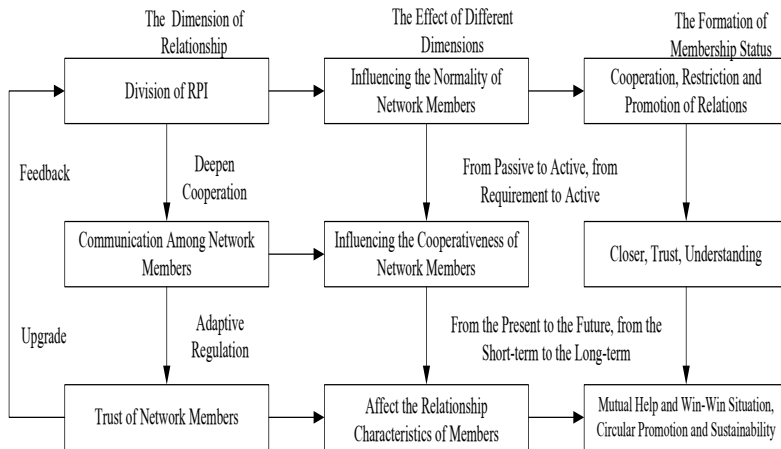 The Dimension of
Relationship
The Effect of Different
Dimensions
The Formation of
Membership Status
Division of RPI
Influencing the Normality of
Network Members
Cooperation, Restriction and
Promotion of Relations
Feedback
Deepen
Cooperation
From Passive to Active, from
Requirement to Active
Communication Among Network
Members
Influencing the Cooperativeness of
Network Members
Closer, Trust, Understanding
Upgrade
Adaptive
Regulation
From the Present to the Future, from the
Short-term to the Long-term
Trust of Network Members
Affect the Relationship
Characteristics of Members
Mutual Help and Win-Win Situation,
Circular Promotion and Sustainability